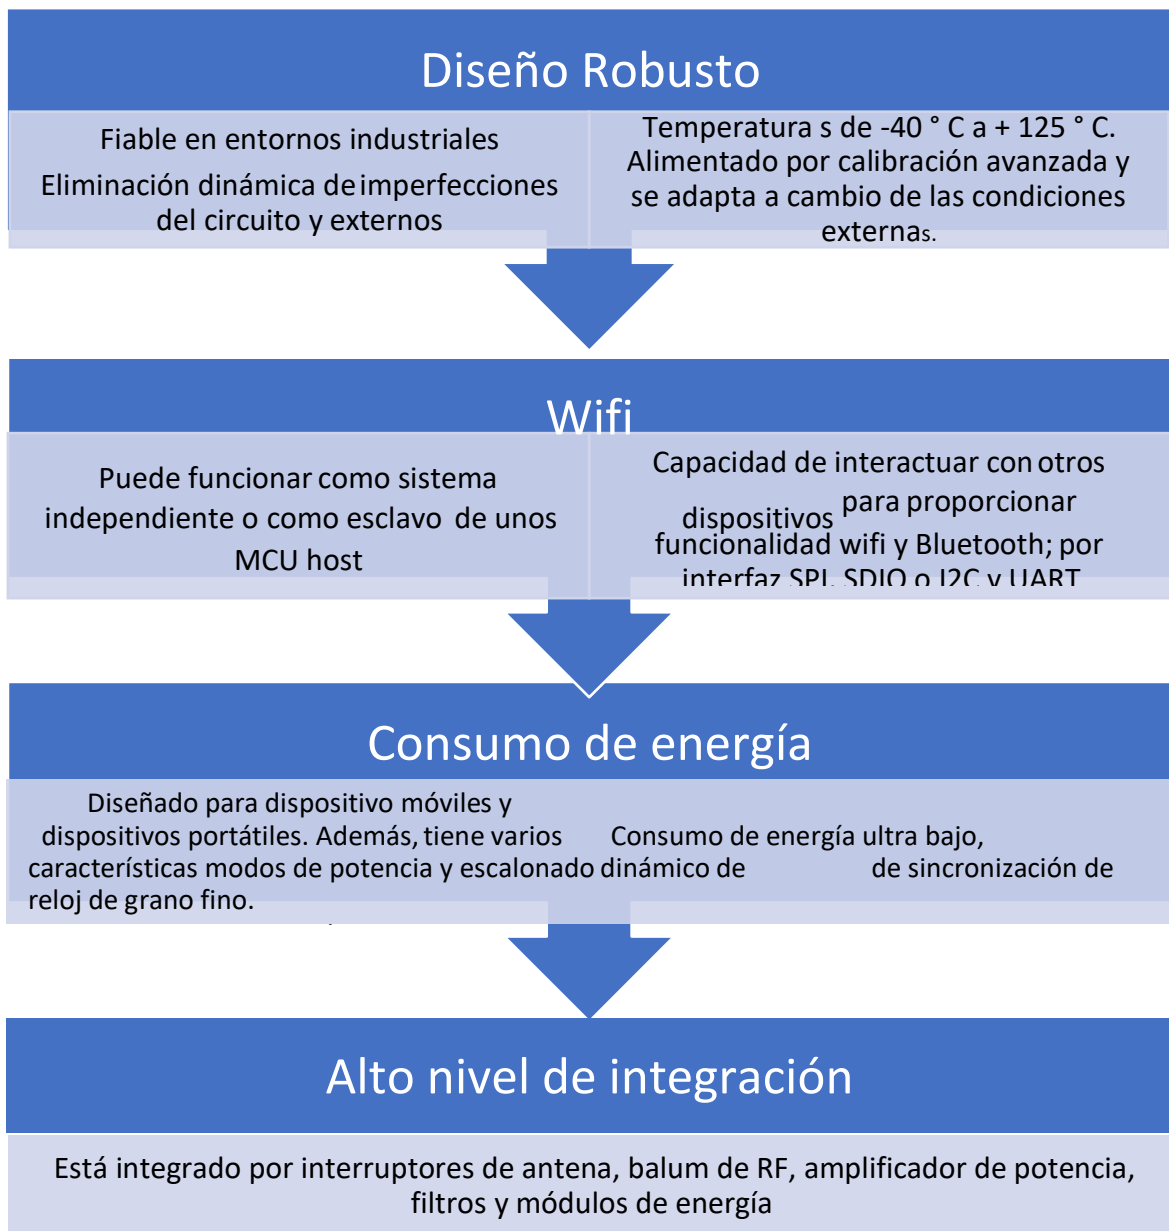 Diseño Robusto
Fiable en entornos industriales
Eliminación dinámica de imperfecciones
del circuito y externos
Temperatura s de -40 ° C a + 125 ° C.
Alimentado por calibración avanzada y
se adapta a cambio de las condiciones
externas.
Wifi
Puede funcionar como sistema
independiente o como esclavo de unos
MCU host
Capacidad de interactuar con otros
dispositivos para proporcionar
funcionalidad wifi y Bluetooth; por
interfaz SPI, SDIO o I2C y UART
Consumo de energía
Diseñado para dispositivo móviles y
dispositivos portátiles. Además, tiene varios
características modos de potencia y escalonado dinámico de
reloj de grano fino.
Consumo de energía ultra bajo,
de sincronización de
Alto nivel de integración
Está integrado por interruptores de antena, balum de RF, amplificador de potencia,
filtros y módulos de energía